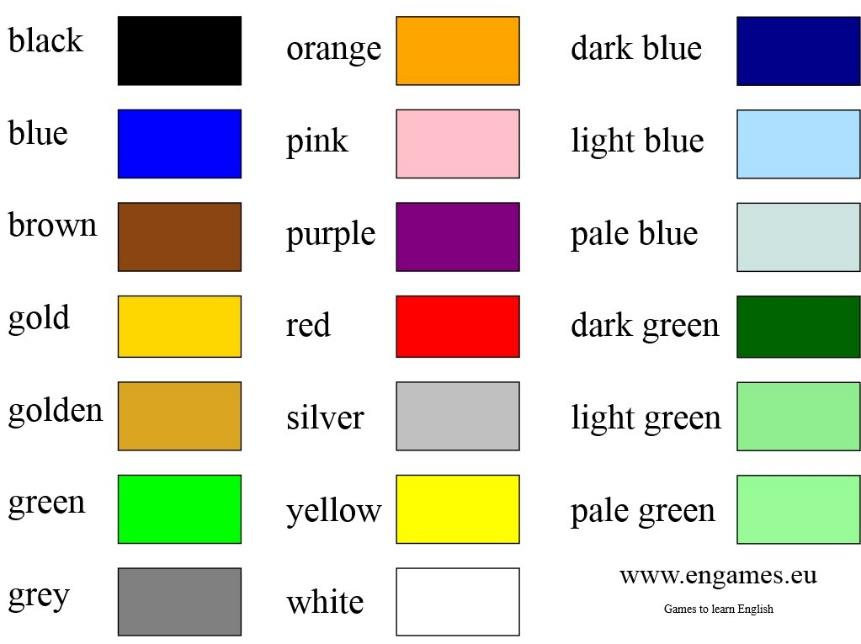 black
blue
brown
gold
golden
green
grey
orange
pink
purple
red
silver
yellow
white
dark blue
light blue
pale blue
dark green
light green
pale green
www.engames.eu
Games to learn English